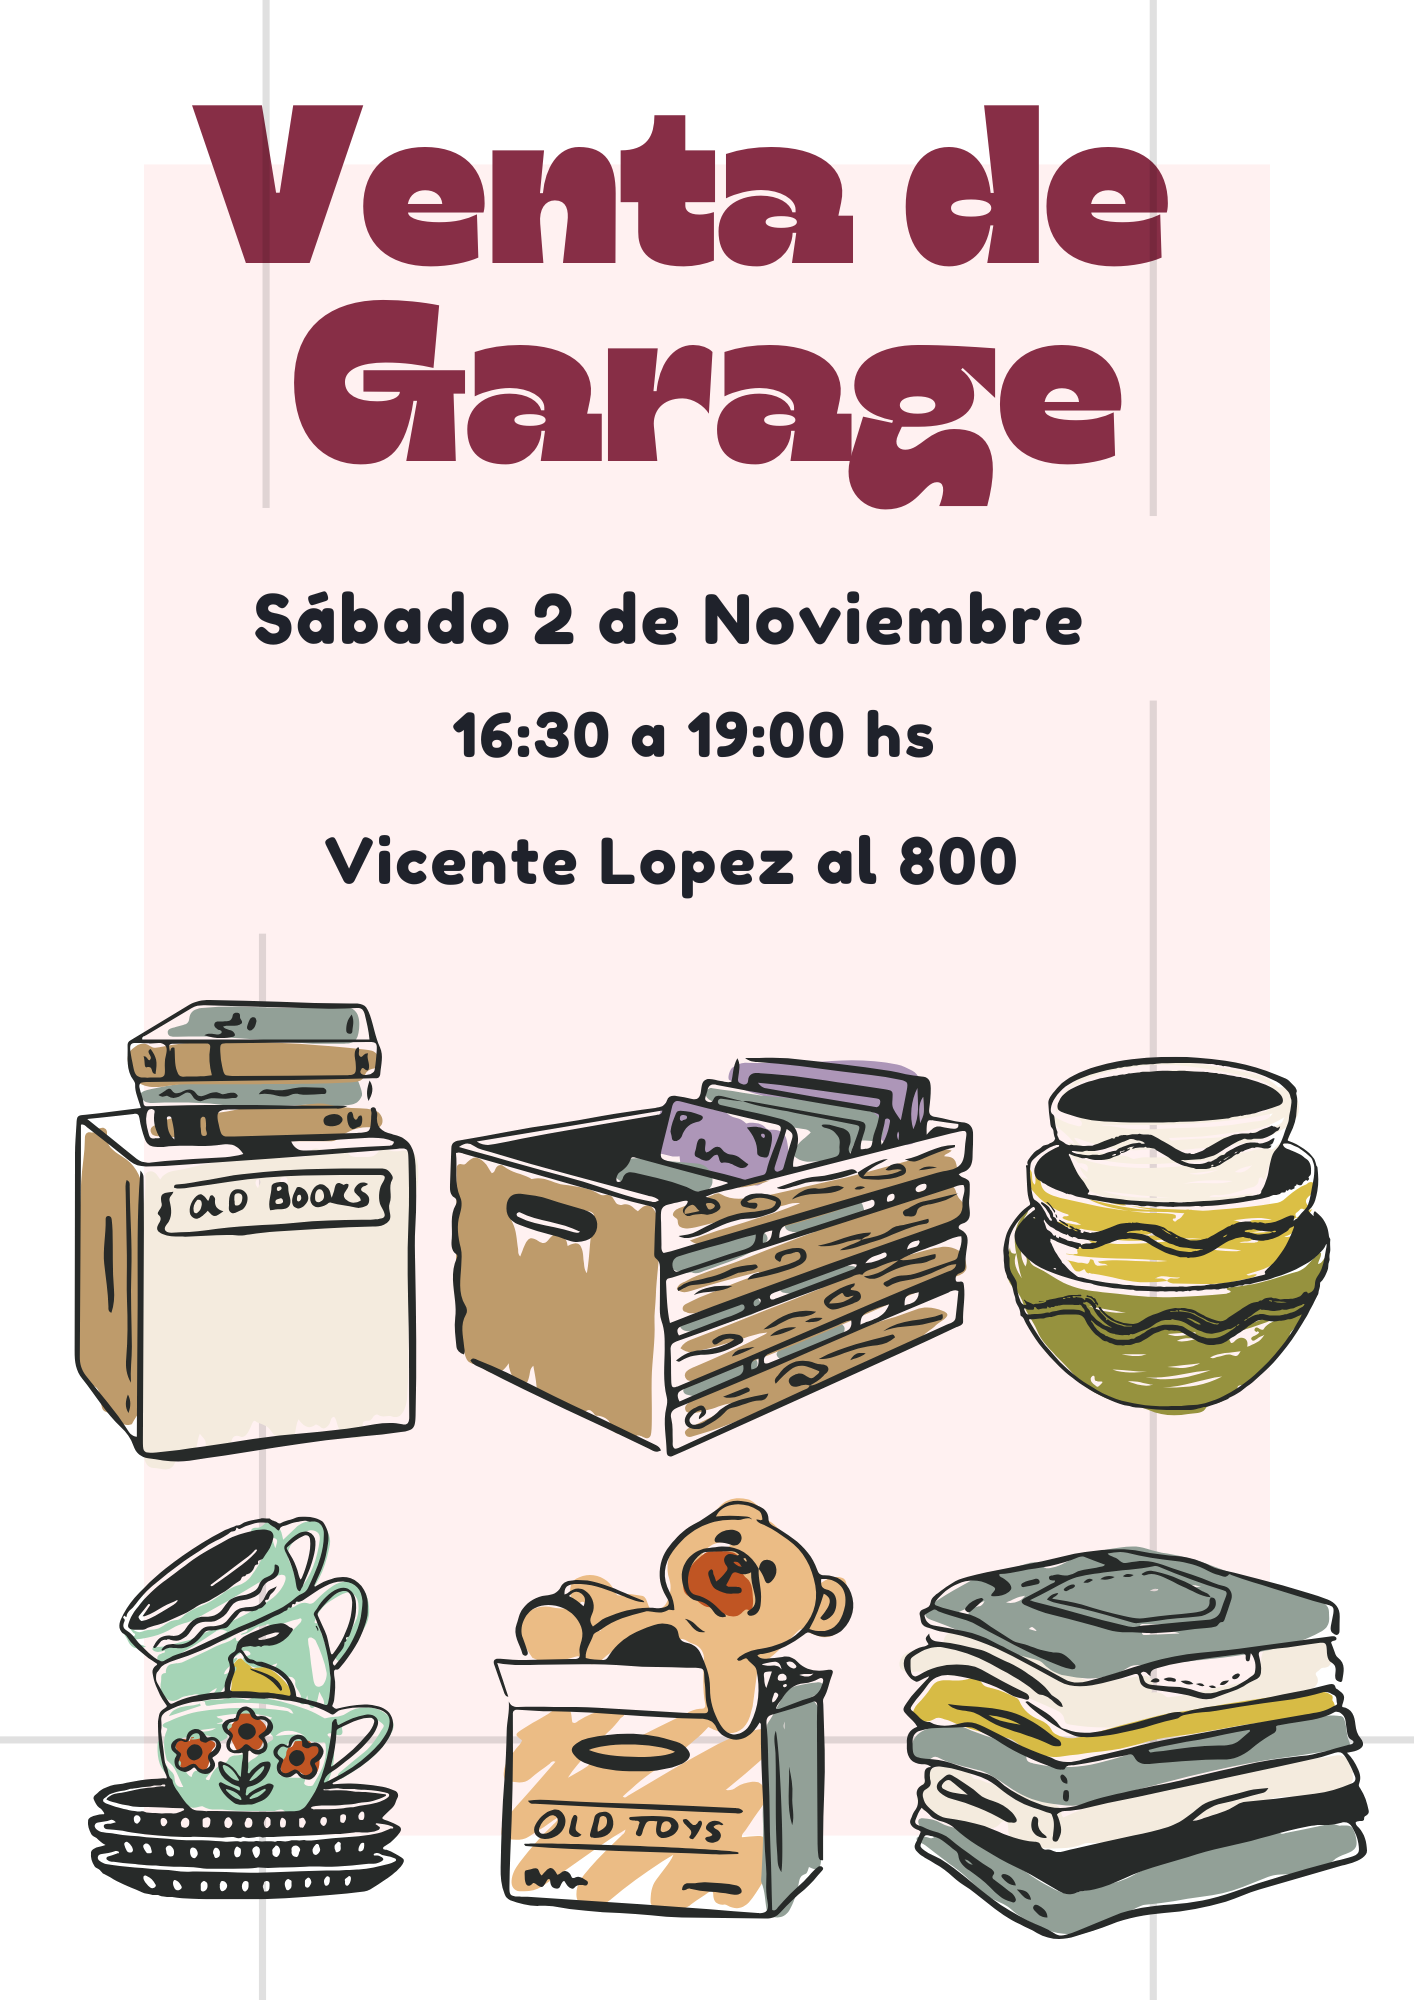 Venta de
Garage
Sábado 2 de Noviembre
16:30 a 19:00 hs
Vicente Lopez al 800
OLD BOOKS
OLD TOYS